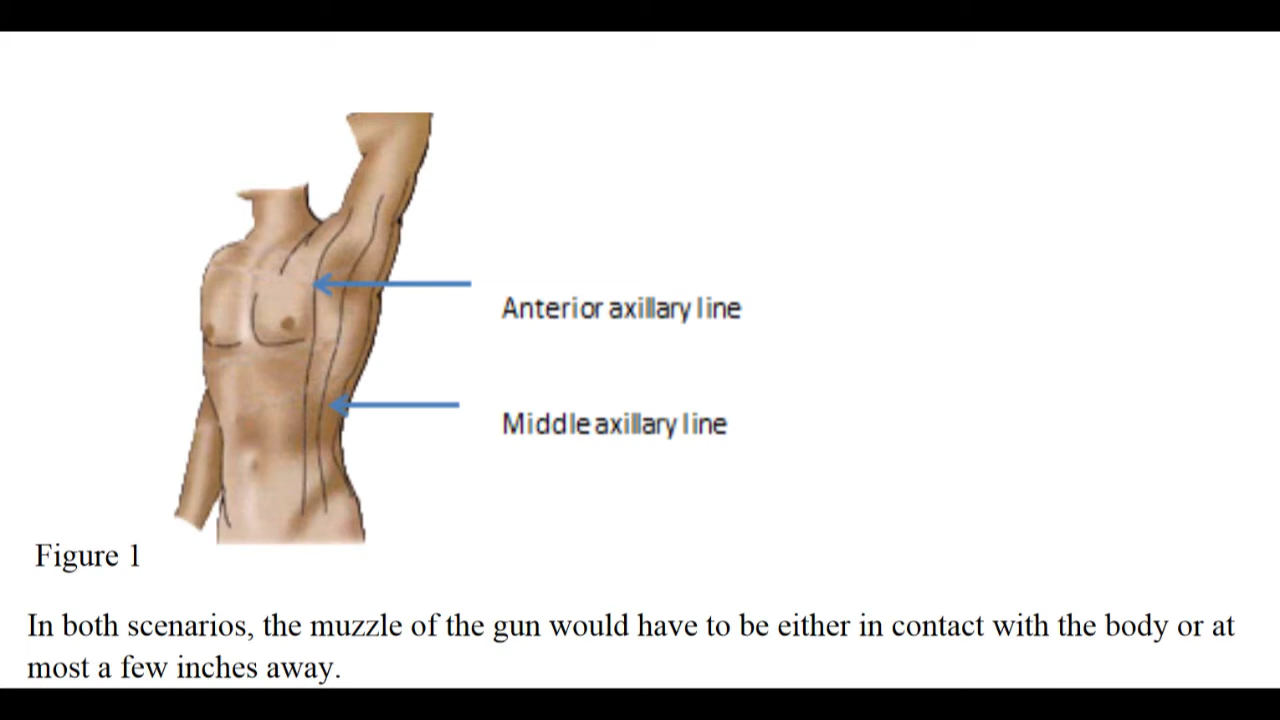 Anterior axillary line
Middle axillary line
Figure 1
In both scenarios, the muzzle of the gun would have to be either in contact with the body or at
most a few inches away.